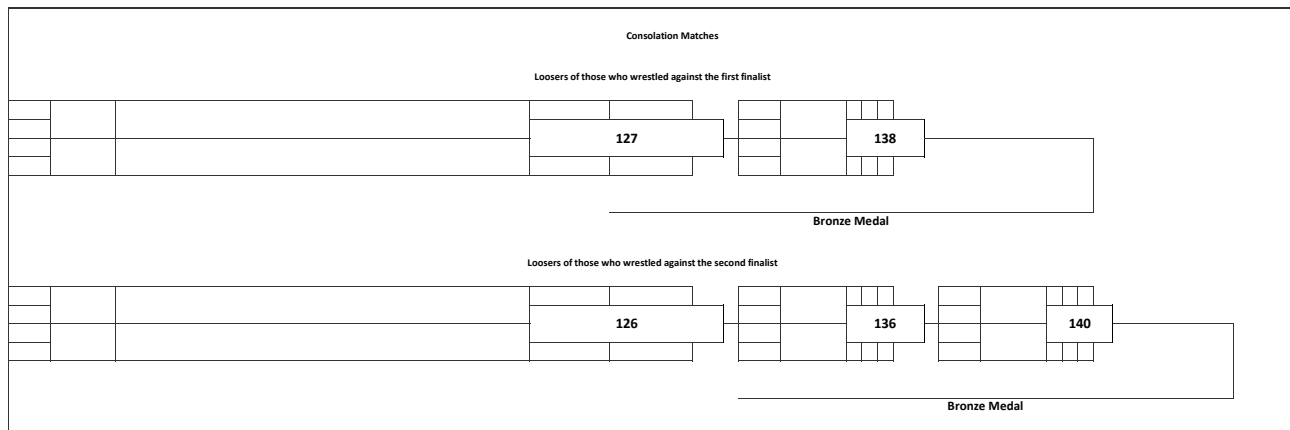 Consolation Matches
Loosers of those who wrestled against the first finalist
127 138
Bronze Medal
Loosers of those who wrestled against the second finalist
126 136 140
Bronze Medal